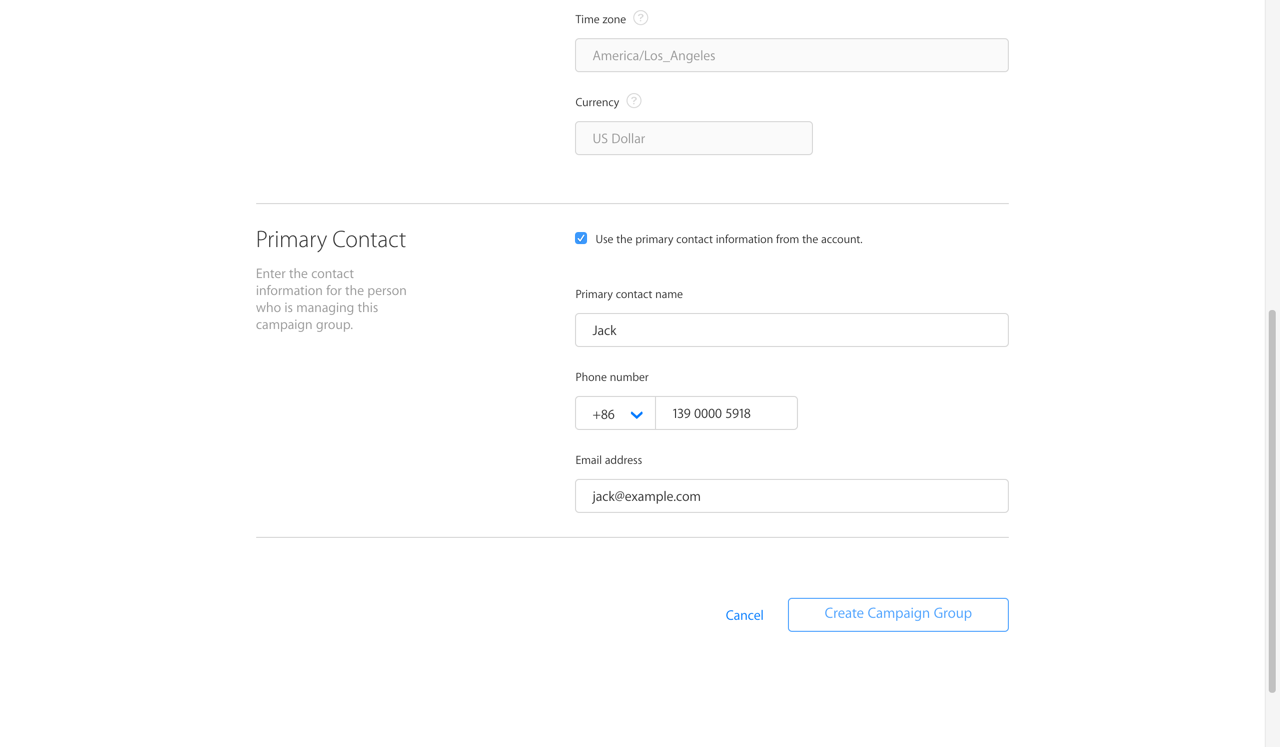 Time zone ?
America/Los_Angeles
Currency ?
US Dollar
Primary Contact
Enter the contact
information for the person
who is managing this
campaign group.
Use the primary contact information from the account.
Primary contact name
Jack
Phone number
+86 139 0000 5918
Email address
jack@example.com
Cancel Create Campaign Group